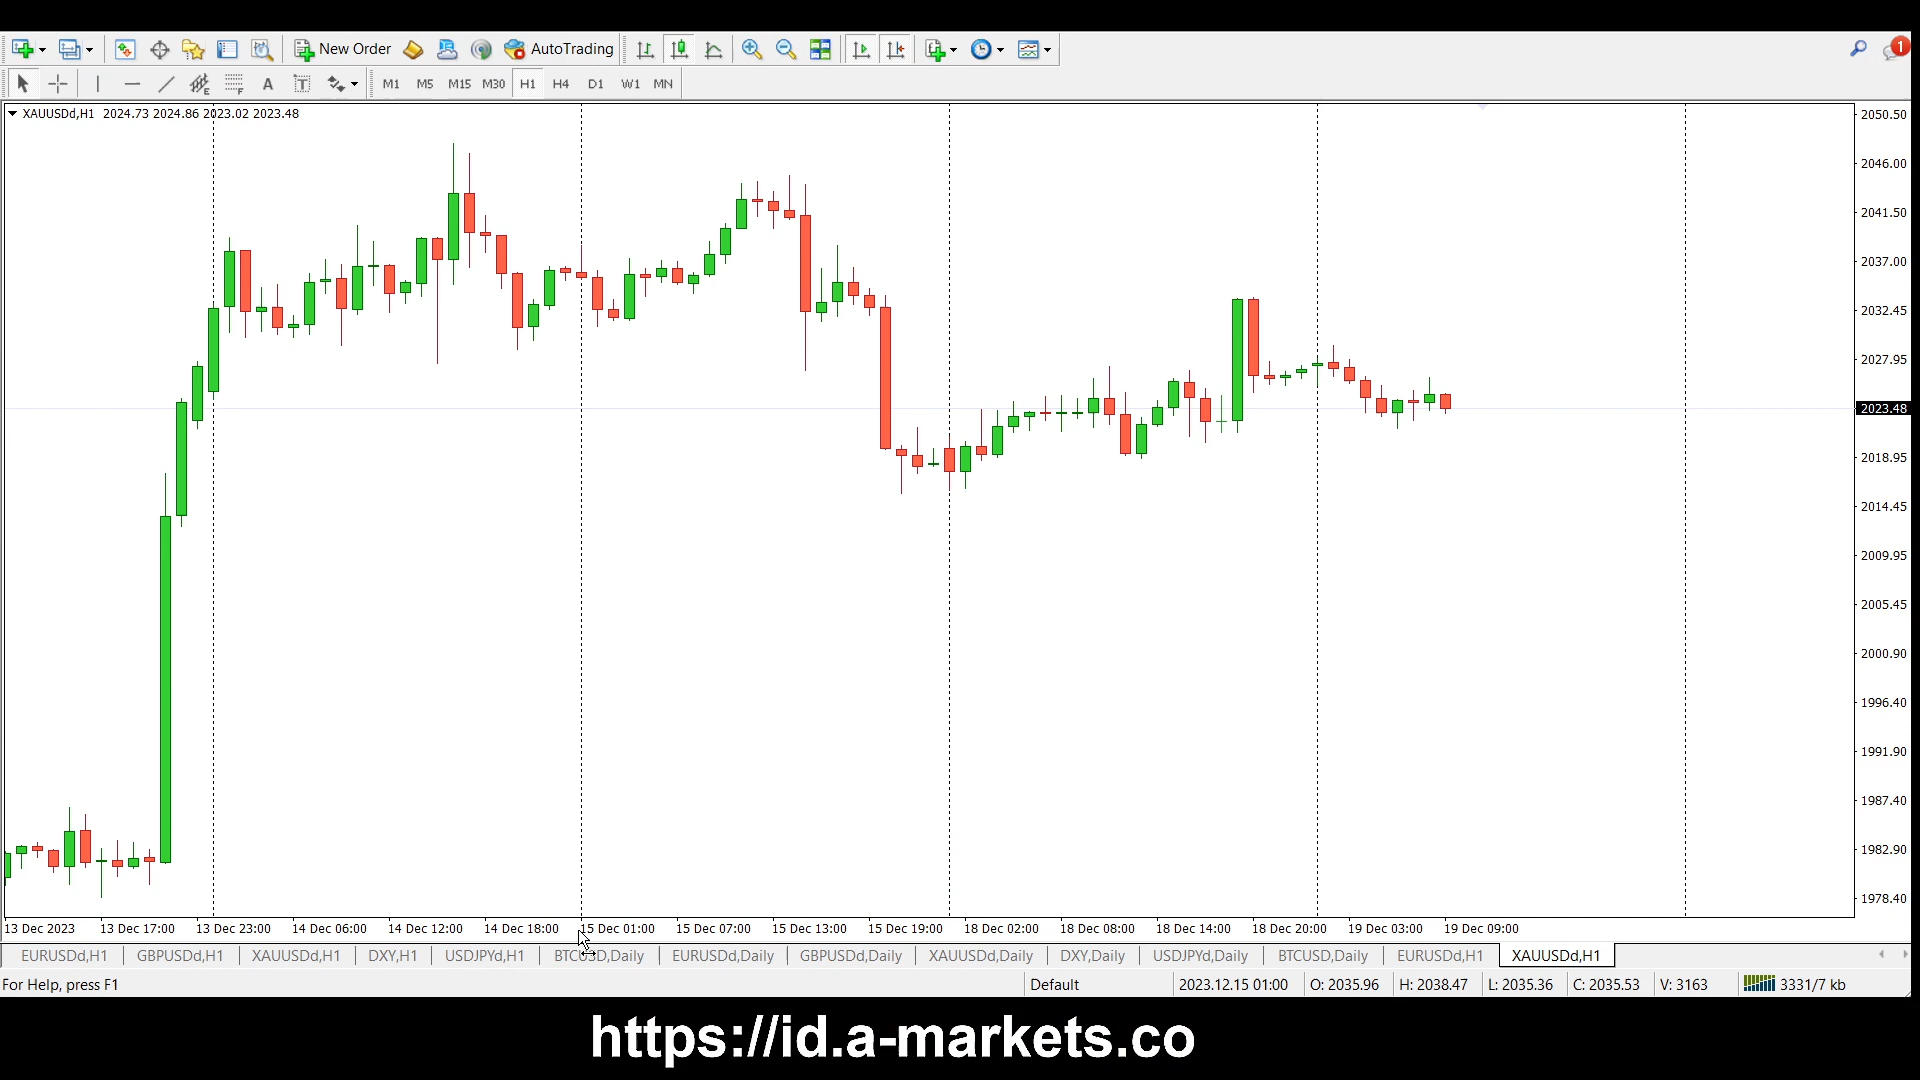 New Order AutoTrading
1
A T M1 M5 M15 M30 H1 H4 D1 W1 MN
XAUUSDd,H1 2024.73 2024.86 2023.02 2023.48
2050.50
2046.00
2041.50
2037.00
2032.45
2027.95
2023.48
2018.95
2014.45
2009.95
2005.45
2000.90
1996.40
1991.90
1987.40
1982.90
1978.40
13 Dec 2023 13 Dec 17:00 13 Dec 23:00 14 Dec 06:00 14 Dec 12:00 14 Dec 18:00 15 Dec 01:00 15 Dec 07:00 15 Dec 13:00 15 Dec 19:00 18 Dec 02:00 18 Dec 08:00 18 Dec 14:00 18 Dec 20:00 19 Dec 03:00 19 Dec 09:00
EURUSDd,H1 GBPUSDd,H1 XAUUSDd,H1 DXY,H1 USDJPYd,H1 BTCUSD,Daily EURUSDd,Daily GBPUSDd,Daily XAUUSDd,Daily DXY,Daily USDJPYd,Daily BTCUSD,Daily EURUSDd,H1 XAUUSDd,H1
For Help, press F1 Default 2023.12.15 01:00 O: 2035.96 H: 2038.47 L: 2035.36 C: 2035.53 V: 3163 3331/7 kb
https://id.a-markets.co